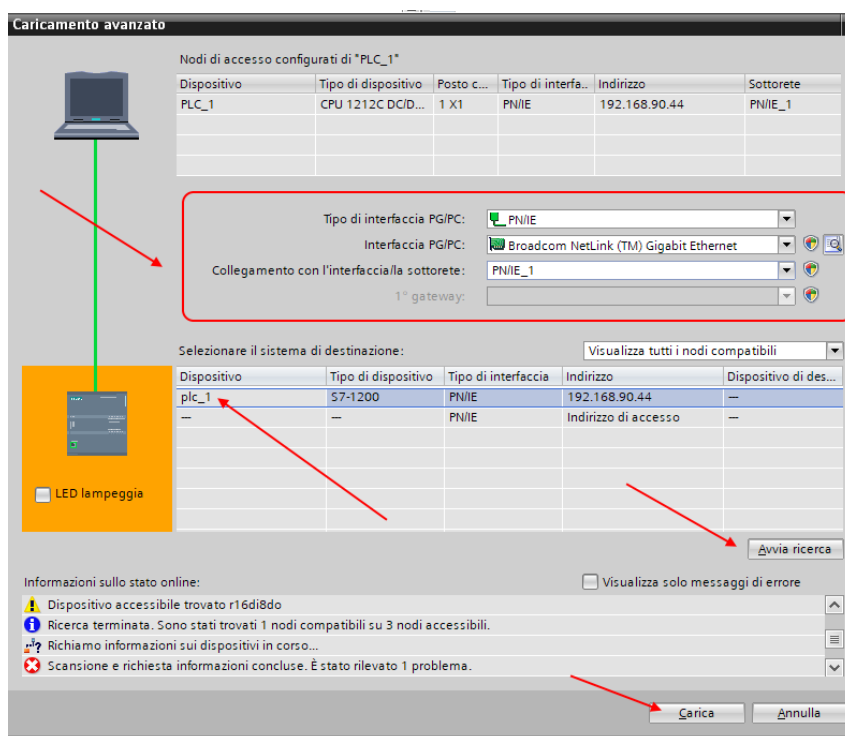 Caricamento avanzato
Nodi di accesso configurati di "PLC_1"
Dispositivo Tipo di dispositivo Posto c... Tipo di interfa.. Indirizzo Sottorete
PLC_1 CPU 1212C DC/D... 1 X1 PN/IE 192.168.90.44 PN/IE_1
Tipo di interfaccia PG/PC: PN/IE
Interfaccia PG/PC: Broadcom NetLink (TM) Gigabit Ethernet
Collegamento con l'interfaccia/la sottorete: PN/IE_1
1° gateway:
Selezionare il sistema di destinazione: Visualizza tutti i nodi compatibili
Dispositivo Tipo di dispositivo Tipo di interfaccia Indirizzo Dispositivo di des...
plc_1 S7-1200 PN/IE 192.168.90.44 —
— — PN/IE Indirizzo di accesso —
LED lampeggia
Avvia ricerca
Informazioni sullo stato online: Visualizza solo messaggi di errore
Dispositivo accessibile trovato r16di8do
Ricerca terminata. Sono stati trovati 1 nodi compatibili su 3 nodi accessibili.
Richiamo informazioni sui dispositivi in corso...
Scansione e richiesta informazioni concluse. È stato rilevato 1 problema.
Carica Annulla